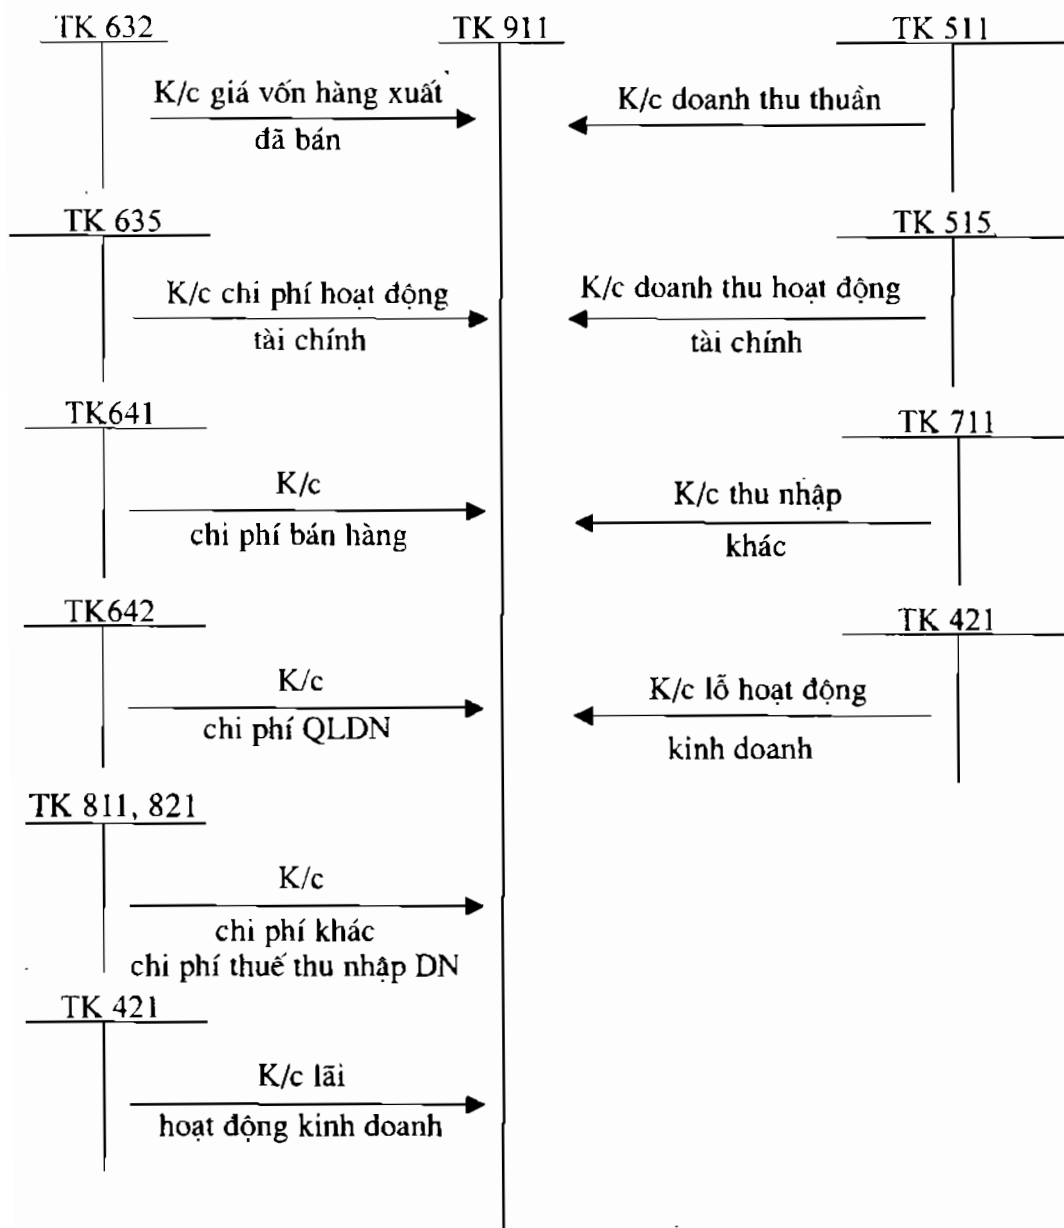 TK 632
TK 911
TK 511
K/c giá vốn hàng xuất
đã bán
K/c doanh thu thuần
TK 635
TK 515
K/c chi phí hoạt động
tài chính
K/c doanh thu hoạt động
tài chính
TK641
TK 711
K/c
chi phí bán hàng
K/c thu nhập
khác
TK642
TK 421
K/c
chi phí QLDN
K/c lỗ hoạt động
kinh doanh
TK 811, 821
K/c
chi phí khác
chi phí thuế thu nhập DN
TK 421
K/c lãi
hoạt động kinh doanh